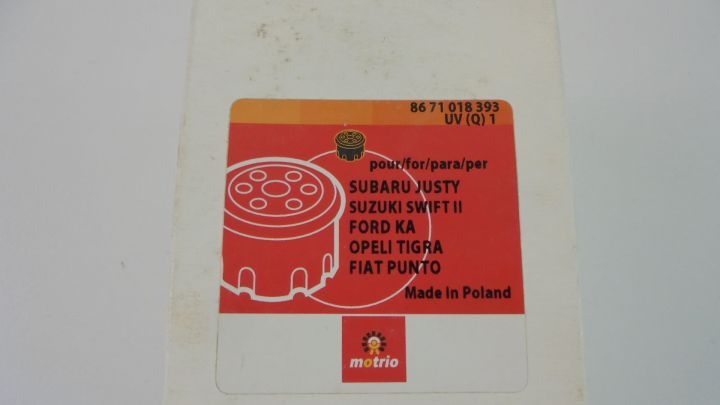 86 71 018 393
UV (Q) 1
pour/for/para/per
SUBARU JUSTY
SUZUKI SWIFT II
FORD KA
OPELI TIGRA
FIAT PUNTO
Made In Poland
motrio